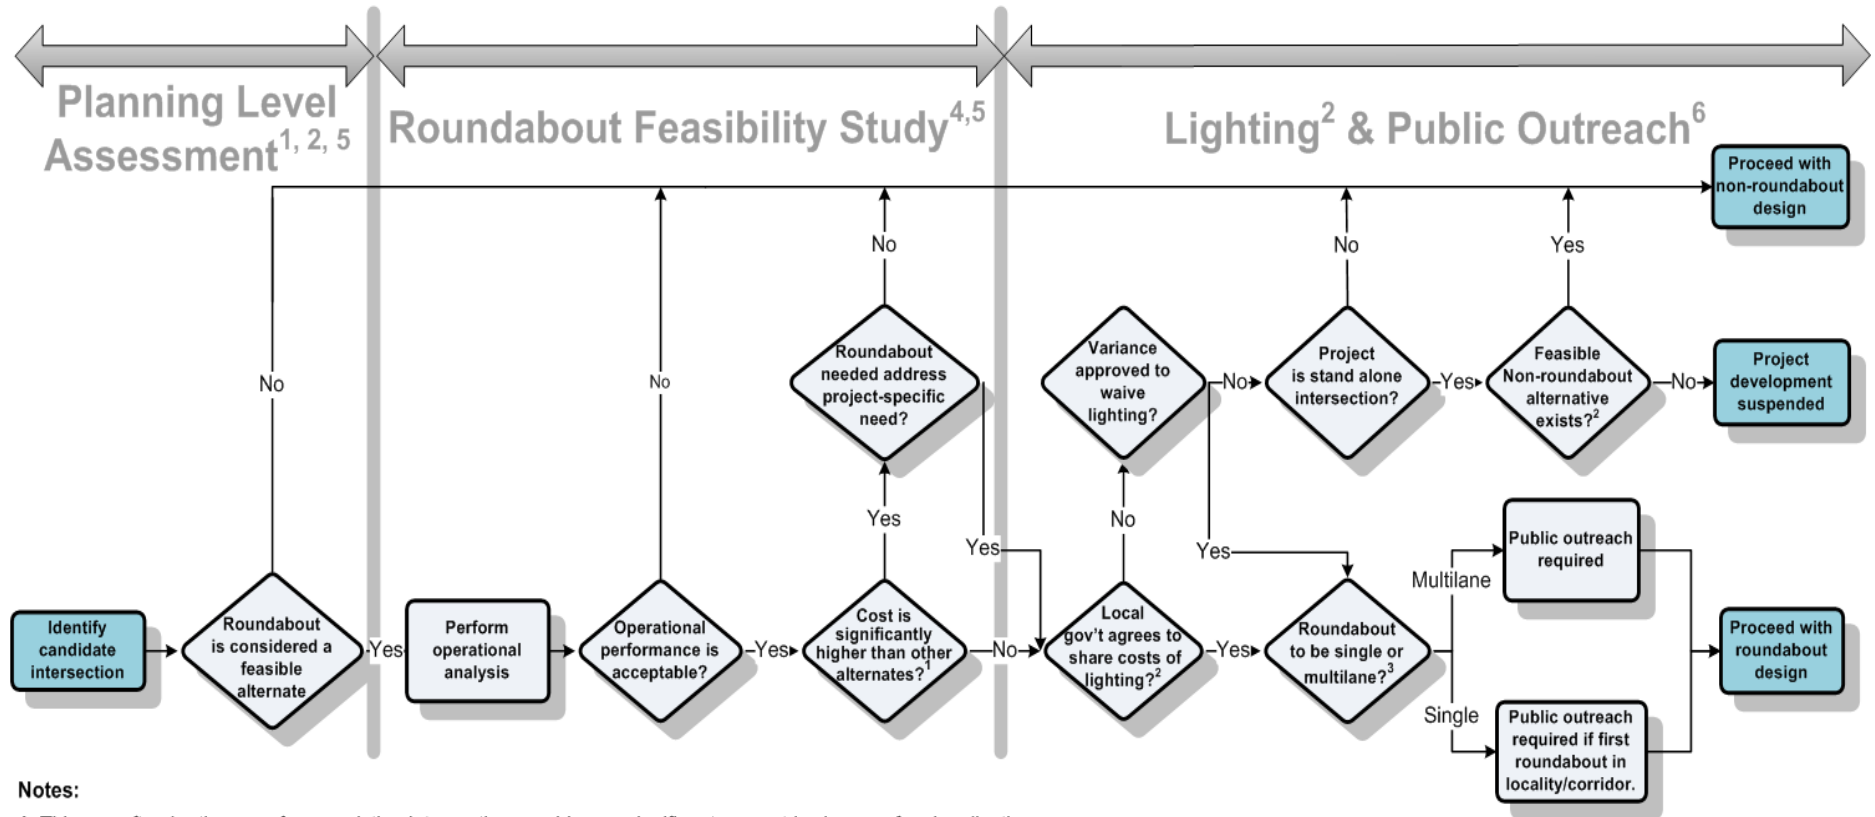 Planning Level
Assessment1, 2, 5
Roundabout Feasibility Study4,5
Lighting2 & Public Outreach6
Proceed with
non-roundabout
design
No
No
No
No
Yes
Roundabout
needed address
project-specific
need?
Variance
approved to
waive
lighting?
No
Project
is stand alone
intersection?
Yes
Feasible
Non-roundabout
alternative
exists?2
No
Project
development
suspended
Yes
No
Yes
Yes
Public outreach
required
Multilane
Identify
candidate
intersection
Roundabout
is considered a
feasible
alternate
Yes
Perform
operational
analysis
Operational
performance is
acceptable?
Yes
Cost is
significantly
higher than other
alternates?1
No
Local
gov't agrees to
share costs of
lighting?2
Yes
Roundabout
to be single or
multilane?3
Proceed with
roundabout
design
Single
Public outreach
required if first
roundabout in
locality/corridor.
Notes: